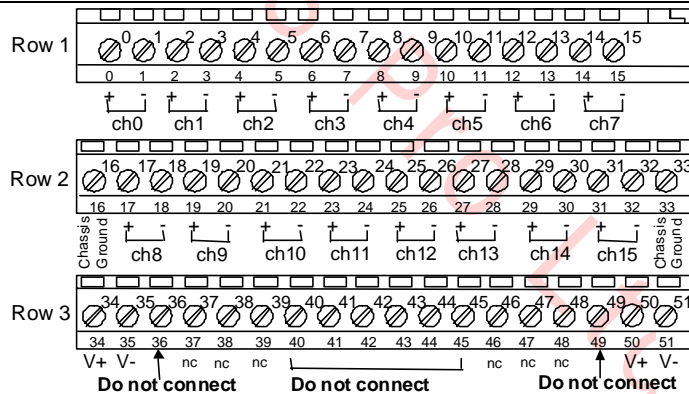 0 1 2 3 4 5 6 7 8 9 10 11 12 13 14 15
Row 1
0 1 2 3 4 5 6 7 8 9 10 11 12 13 14 15
+ - + - + - + - + - + - + - + -
ch0 ch1 ch2 ch3 ch4 ch5 ch6 ch7
16 17 18 19 20 21 22 23 24 25 26 27 28 29 30 31 32 33
Row 2
16 17 18 19 20 21 22 23 24 25 26 27 28 29 30 31 32 33
Chassis Ground + - + - + - + - + - + - + - + - Chassis Ground
ch8 ch9 ch10 ch11 ch12 ch13 ch14 ch15
34 35 36 37 38 39 40 41 42 43 44 45 46 47 48 49 50 51
Row 3
34 35 36 37 38 39 40 41 42 43 44 45 46 47 48 49 50 51
V+ V- nc nc nc nc nc nc V+ V-
Do not connect Do not connect Do not connect